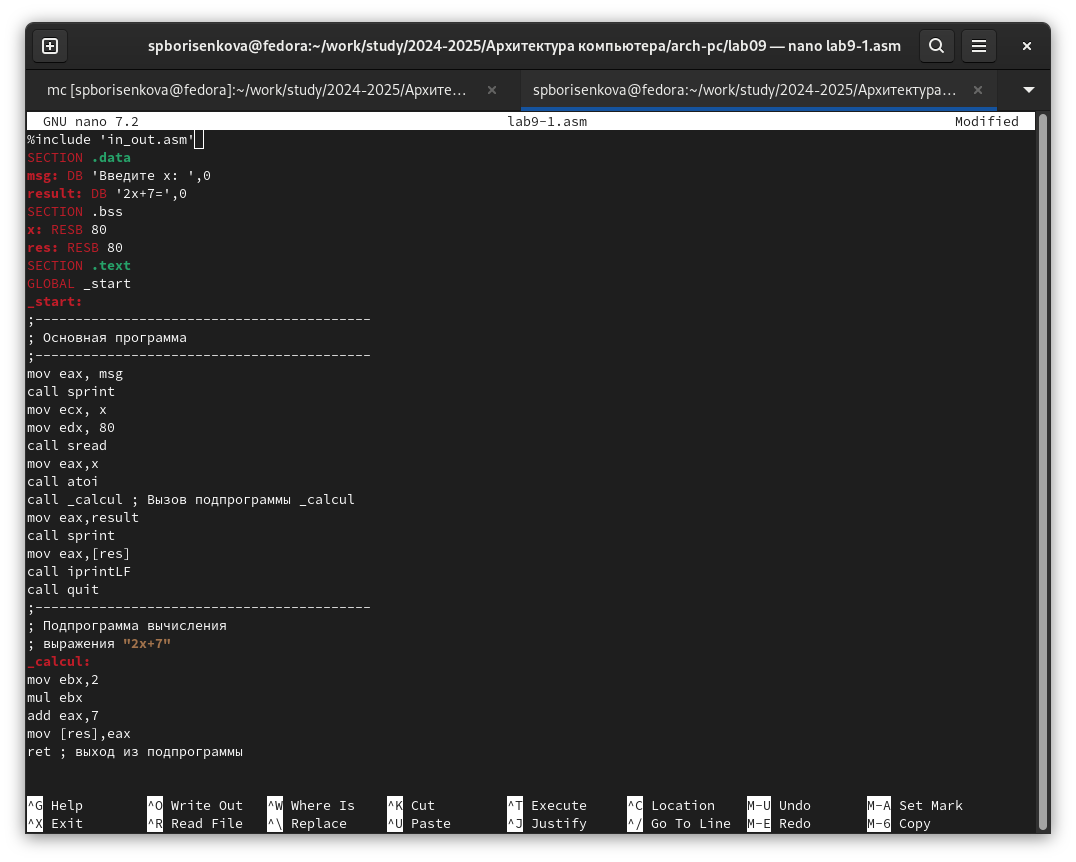 spborisenkova@fedora:~/work/study/2024-2025/Архитектура компьютера/arch-pc/lab09 — nano lab9-1.asm
mc [spborisenkova@fedora]:~/work/study/2024-2025/Архите… × spborisenkova@fedora:~/work/study/2024-2025/Архитектура… ×
GNU nano 7.2 lab9-1.asm Modified
%include 'in_out.asm'
SECTION .data
msg: DB 'Введите x: ',0
result: DB '2x+7=',0
SECTION .bss
x: RESB 80
res: RESB 80
SECTION .text
GLOBAL _start
_start:
;------------------------------------------
; Основная программа
;------------------------------------------
mov eax, msg
call sprint
mov ecx, x
mov edx, 80
call sread
mov eax,x
call atoi
call _calcul ; Вызов подпрограммы _calcul
mov eax,result
call sprint
mov eax,[res]
call iprintLF
call quit
;------------------------------------------
; Подпрограмма вычисления
; выражения "2x+7"
_calcul:
mov ebx,2
mul ebx
add eax,7
mov [res],eax
ret ; выход из подпрограммы
^G Help ^O Write Out ^W Where Is ^K Cut ^T Execute ^C Location M-U Undo M-A Set Mark
^X Exit ^R Read File ^\ Replace ^U Paste ^J Justify ^/ Go To Line M-E Redo M-6 Copy